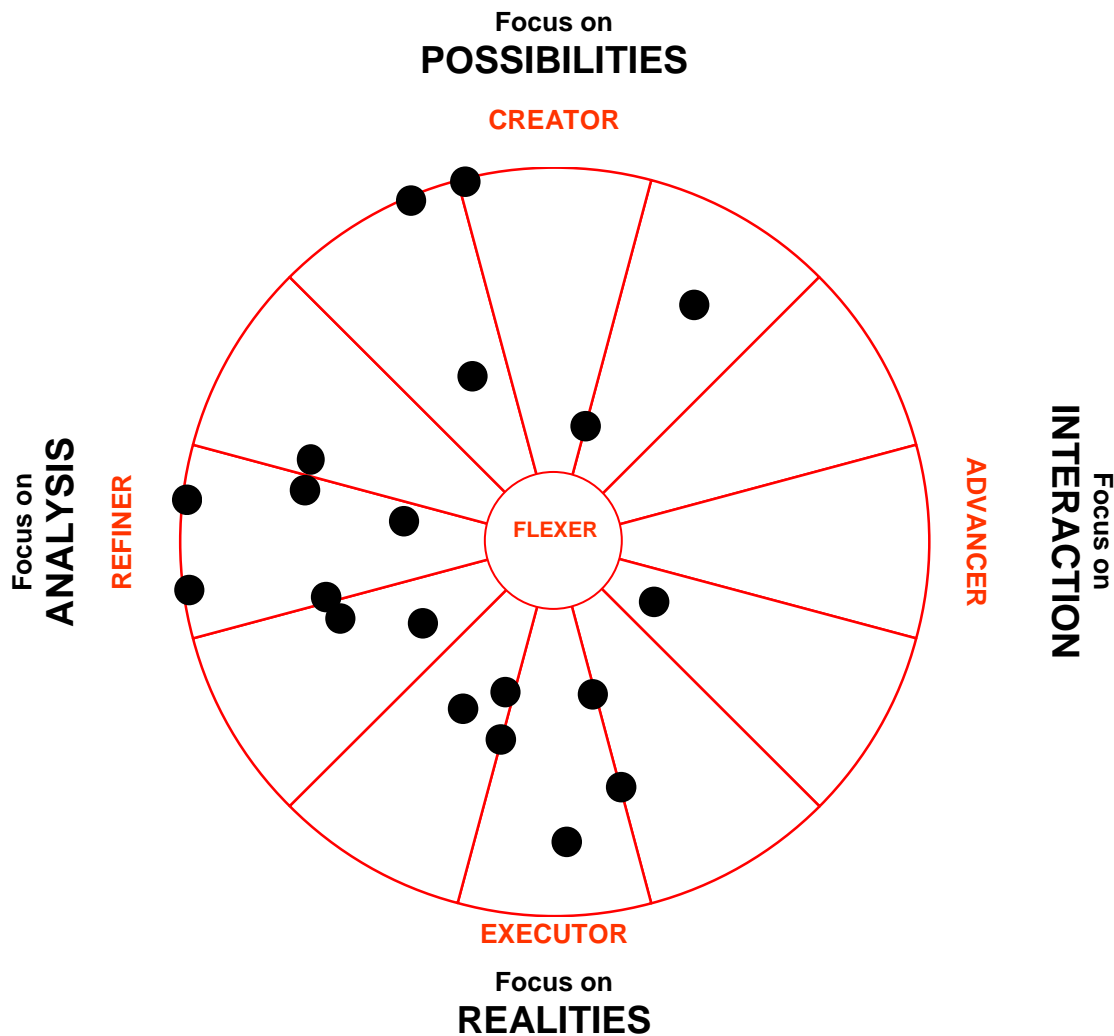 Focus on
POSSIBILITIES
CREATOR
Focus on
ANALYSIS
REFINER
FLEXER
ADVANCER
Focus on
INTERACTION
EXECUTOR
Focus on
REALITIES